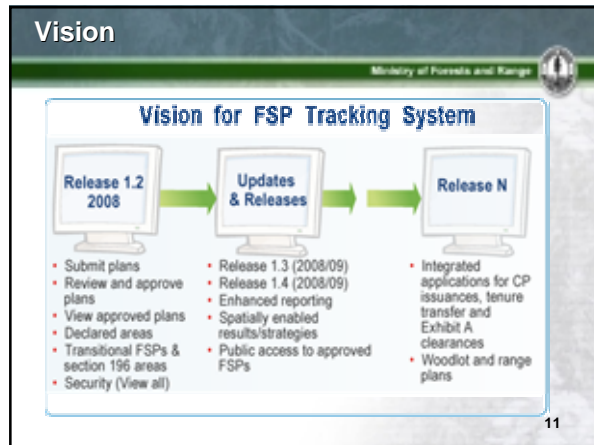 Vision
Ministry of Forests and Range
Vision for FSP Tracking System
Release 1.2
2008
• Submit plans
• Review and approve
plans
• View approved plans
• Declared areas
• Transitional FSPs &
section 196 areas
• Security (View all)
Updates
& Releases
• Release 1.3 (2008/09)
• Release 1.4 (2008/09)
• Enhanced reporting
• Spatially enabled
results/strategies
• Public access to approved
FSPs
Release N
• Integrated
applications for CP
issuances, tenure
transfer and
Exhibit A
clearances
• Woodlot and range
plans
11